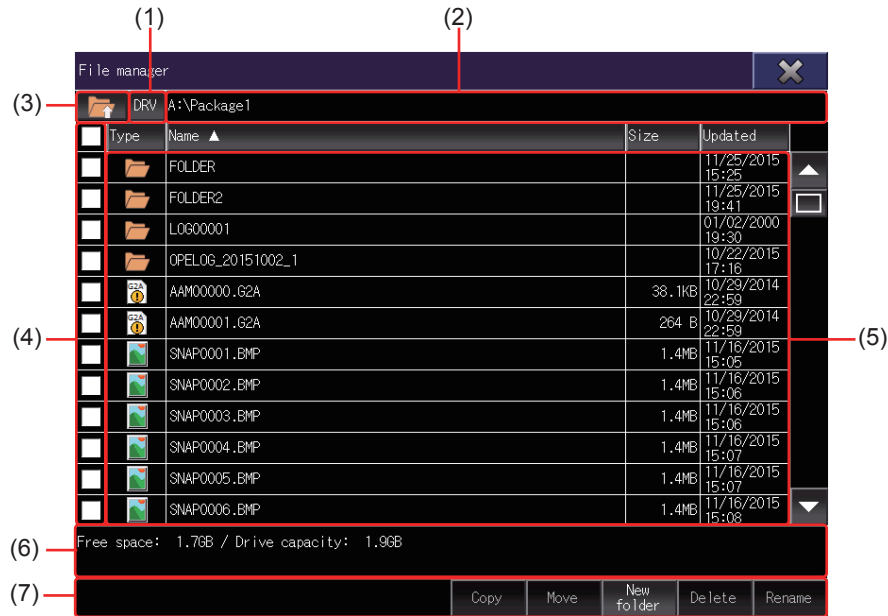 (1)
(2)
File manager
(3)
DRV A:\Package1
Type Name ▲ Size Updated
FOLDER 11/25/2015 15:25
FOLDER2 11/25/2015 19:41
LOG00001 01/02/2000 19:30
OPELOG_20151002_1 10/22/2015 17:16
G2A AAM00000.G2A 38.1KB 10/29/2014 22:59
(4)
G2A AAM00001.G2A 264 B 10/29/2014 22:59
(5)
SNAP0001.BMP 1.4MB 11/16/2015 15:05
SNAP0002.BMP 1.4MB 11/16/2015 15:06
SNAP0003.BMP 1.4MB 11/16/2015 15:06
SNAP0004.BMP 1.4MB 11/16/2015 15:07
SNAP0005.BMP 1.4MB 11/16/2015 15:07
SNAP0006.BMP 1.4MB 11/16/2015 15:08
(6)
Free space: 1.7GB / Drive capacity: 1.9GB
(7)
Copy Move New folder Delete Rename